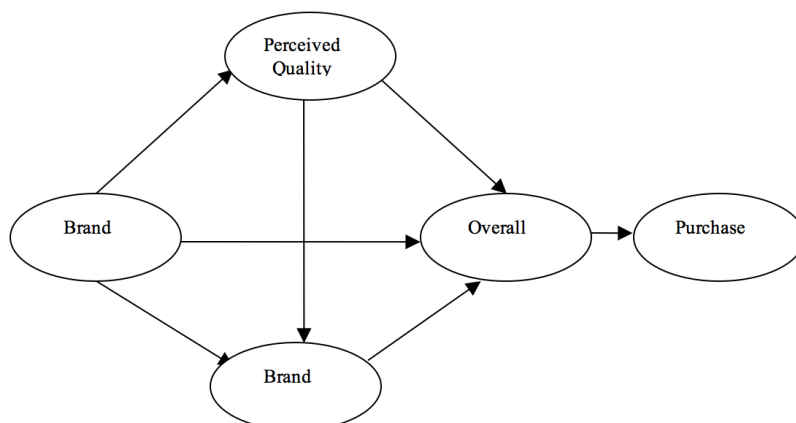 Perceived
Quality
Brand
Overall
Purchase
Brand